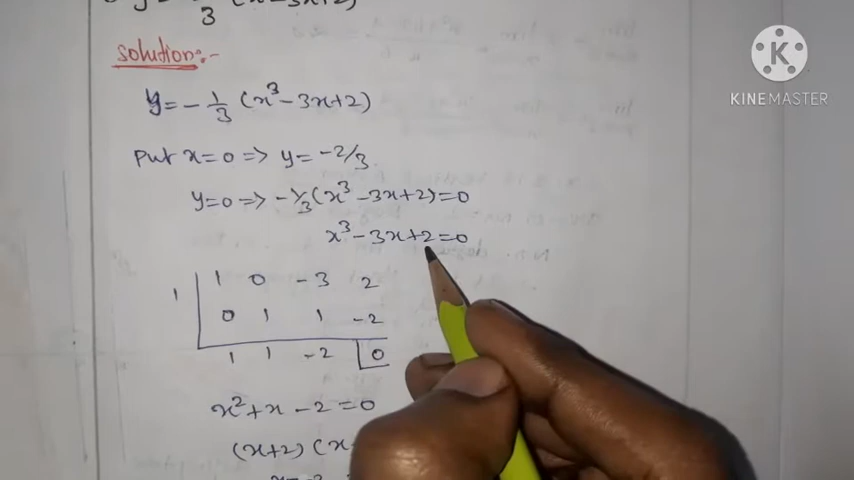 3
solution:-
y = - 1/3 (x³ - 3x + 2)
Put x = 0 => y = -2/3.
y = 0 => -1/3 (x³ - 3x + 2) = 0
x³ - 3x + 2 = 0
1 | 1 0 -3 2
0 1 1 -2
1 1 -2 | 0
x² + x - 2 = 0
(x+2) (x
K
KINEMASTER